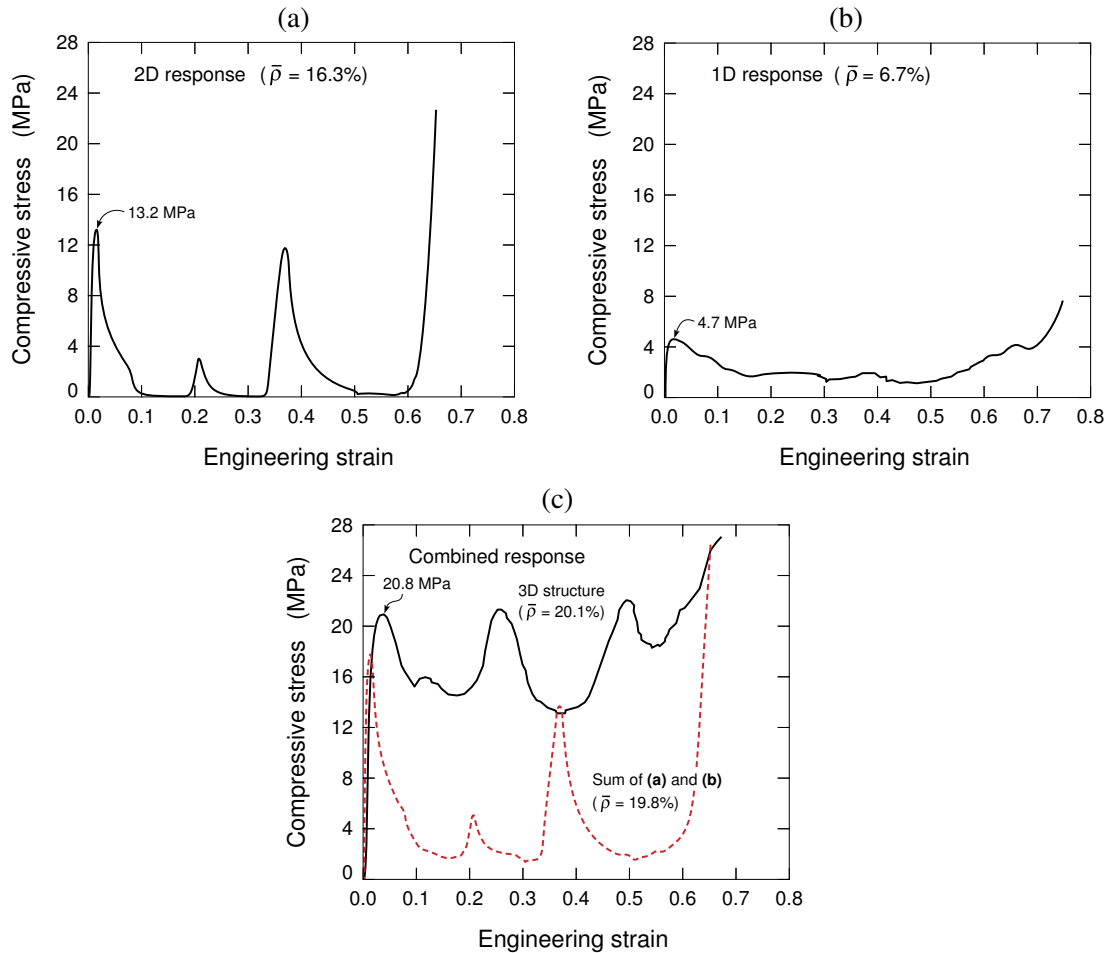 (a)
28
24
20
16
12
8
4
0
0.0 0.1 0.2 0.3 0.4 0.5 0.6 0.7 0.8
Compressive stress (MPa)
Engineering strain
2D response ( ρ̄ = 16.3%)
13.2 MPa
(b)
28
24
20
16
12
8
4
0
0.0 0.1 0.2 0.3 0.4 0.5 0.6 0.7 0.8
Compressive stress (MPa)
Engineering strain
1D response ( ρ̄ = 6.7%)
4.7 MPa
(c)
28
24
20
16
12
8
4
0
0.0 0.1 0.2 0.3 0.4 0.5 0.6 0.7 0.8
Compressive stress (MPa)
Engineering strain
Combined response
20.8 MPa
3D structure
( ρ̄ = 20.1%)
Sum of (a) and (b)
( ρ̄ = 19.8%)